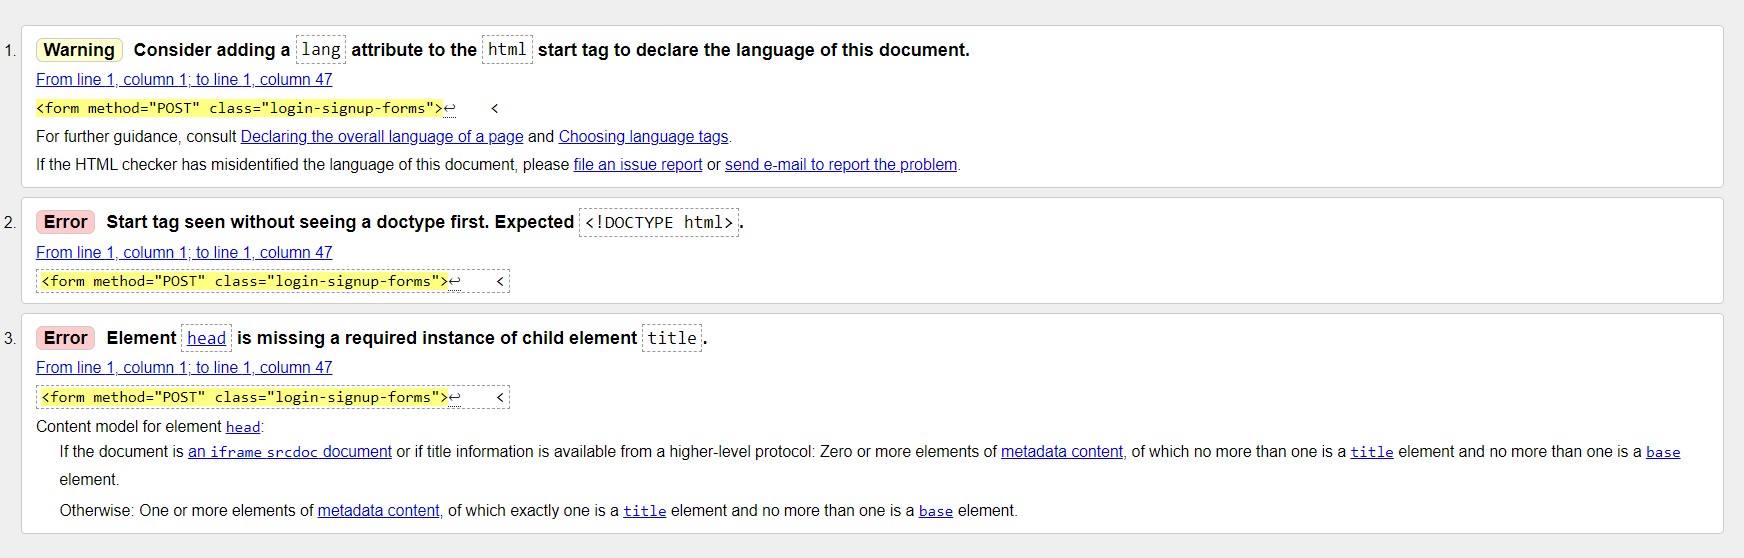 1. Warning Consider adding a lang attribute to the html start tag to declare the language of this document.
From line 1, column 1; to line 1, column 47
<form method="POST" class="login-signup-forms">↩ <
For further guidance, consult Declaring the overall language of a page and Choosing language tags.
If the HTML checker has misidentified the language of this document, please file an issue report or send e-mail to report the problem.
2. Error Start tag seen without seeing a doctype first. Expected <!DOCTYPE html>.
From line 1, column 1; to line 1, column 47
<form method="POST" class="login-signup-forms">↩ <
3. Error Element head is missing a required instance of child element title.
From line 1, column 1; to line 1, column 47
<form method="POST" class="login-signup-forms">↩ <
Content model for element head:
If the document is an iframe srcdoc document or if title information is available from a higher-level protocol: Zero or more elements of metadata content, of which no more than one is a title element and no more than one is a base
element.
Otherwise: One or more elements of metadata content, of which exactly one is a title element and no more than one is a base element.